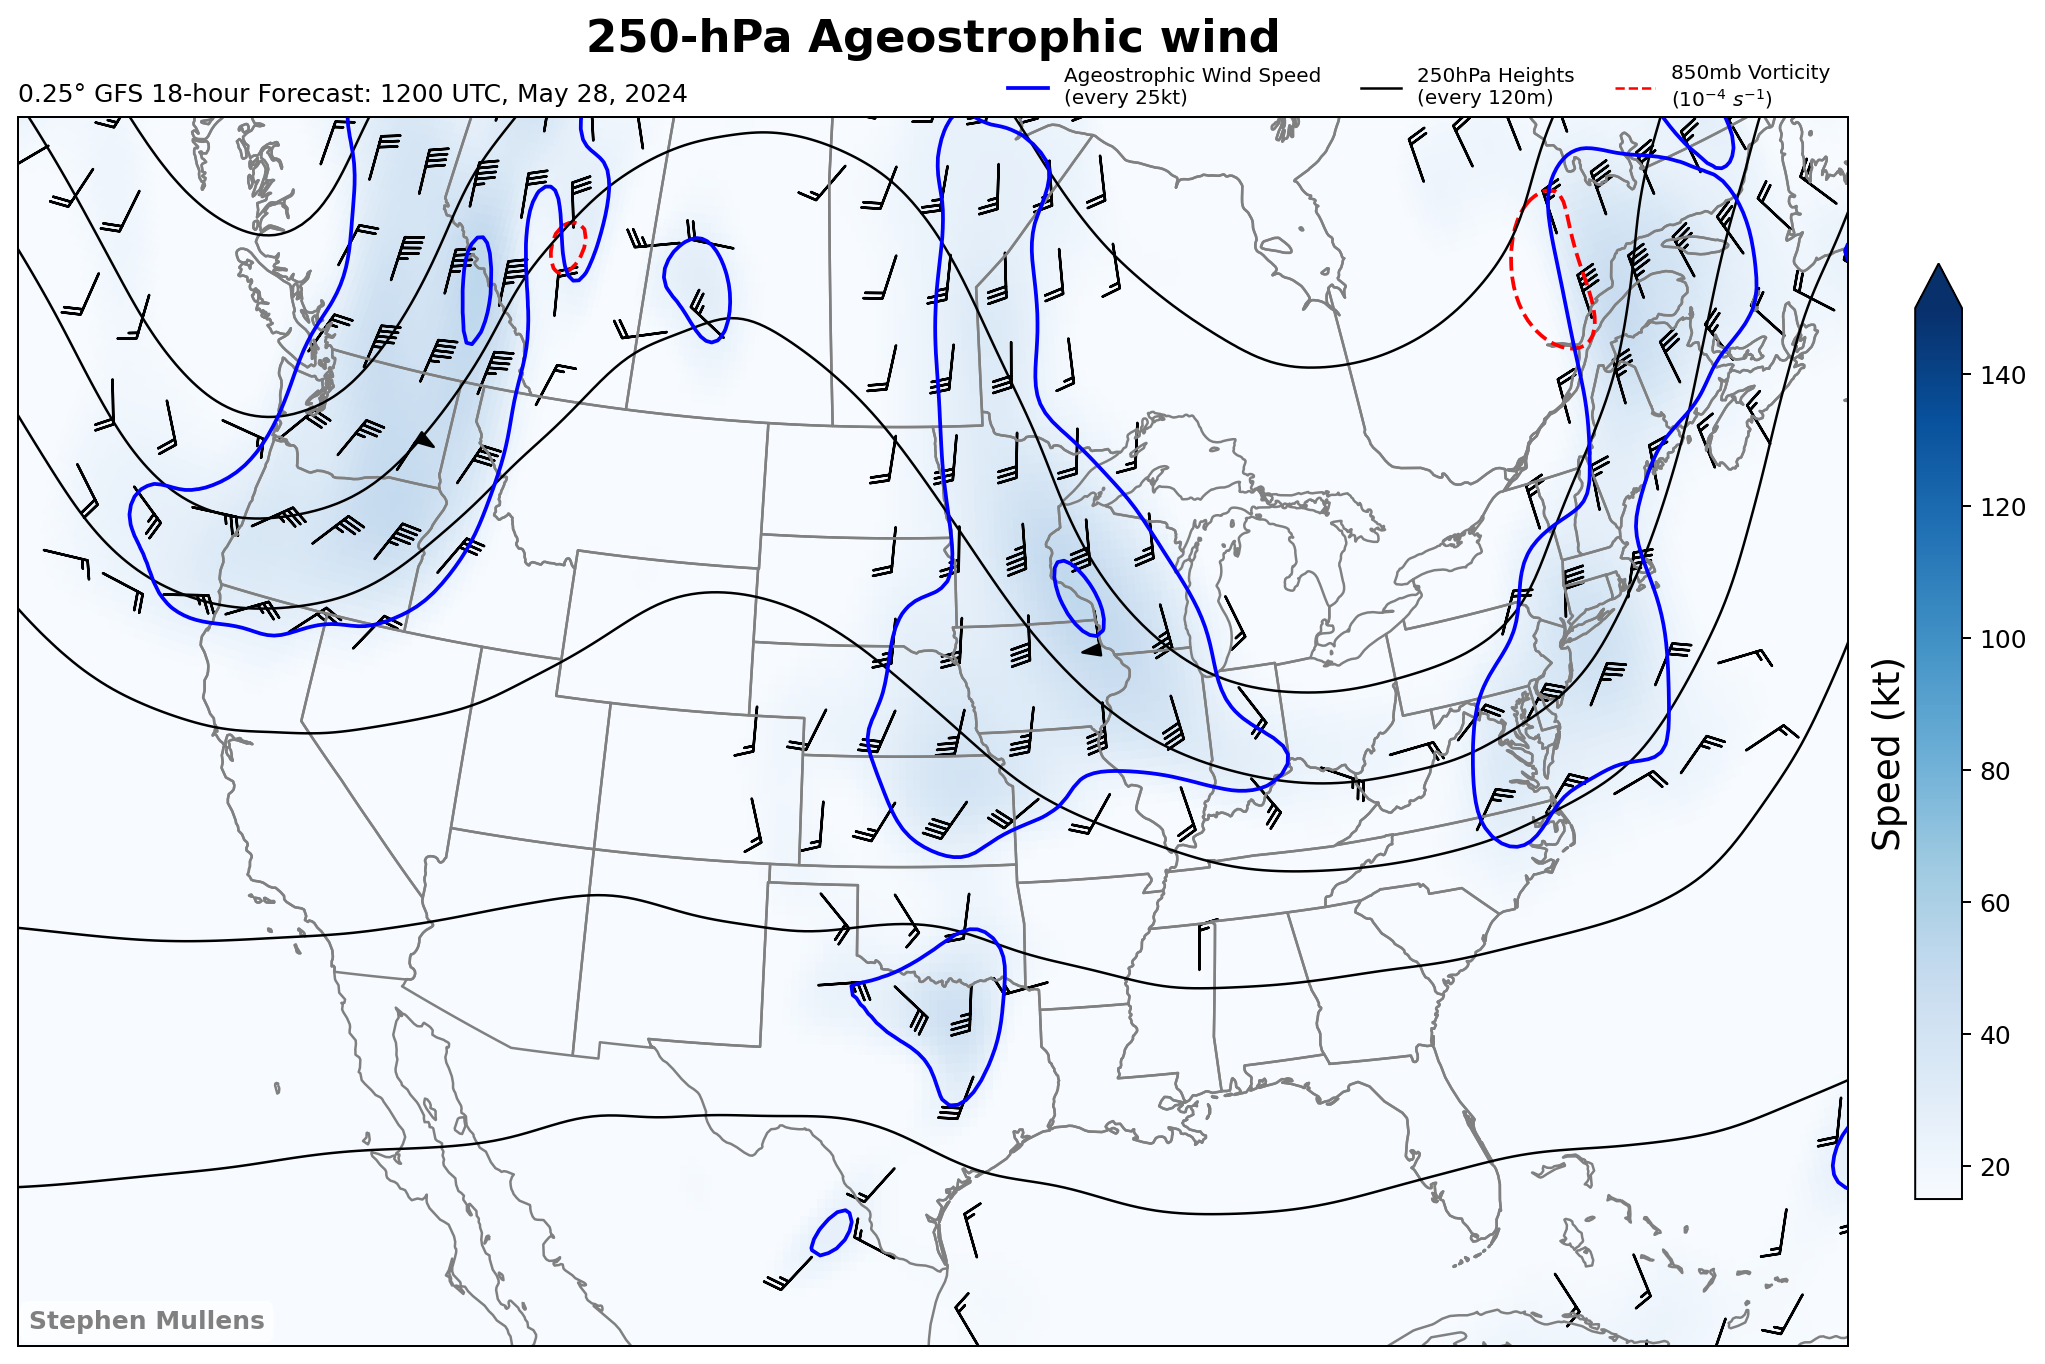 250-hPa Ageostrophic wind
0.25° GFS 18-hour Forecast: 1200 UTC, May 28, 2024
Ageostrophic Wind Speed
(every 25kt)
250hPa Heights
(every 120m)
850mb Vorticity
(10⁻⁴ s⁻¹)
140
120
100
80
60
40
20
Speed (kt)
Stephen Mullens